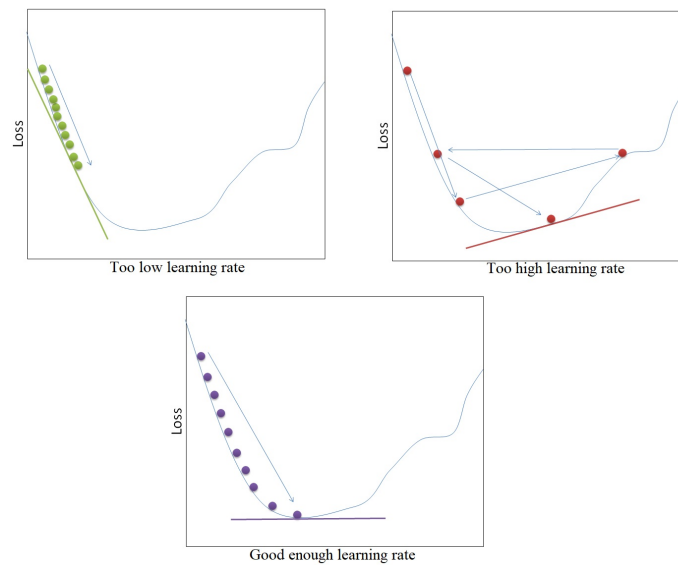 Loss
Too low learning rate
Loss
Too high learning rate
Loss
Good enough learning rate